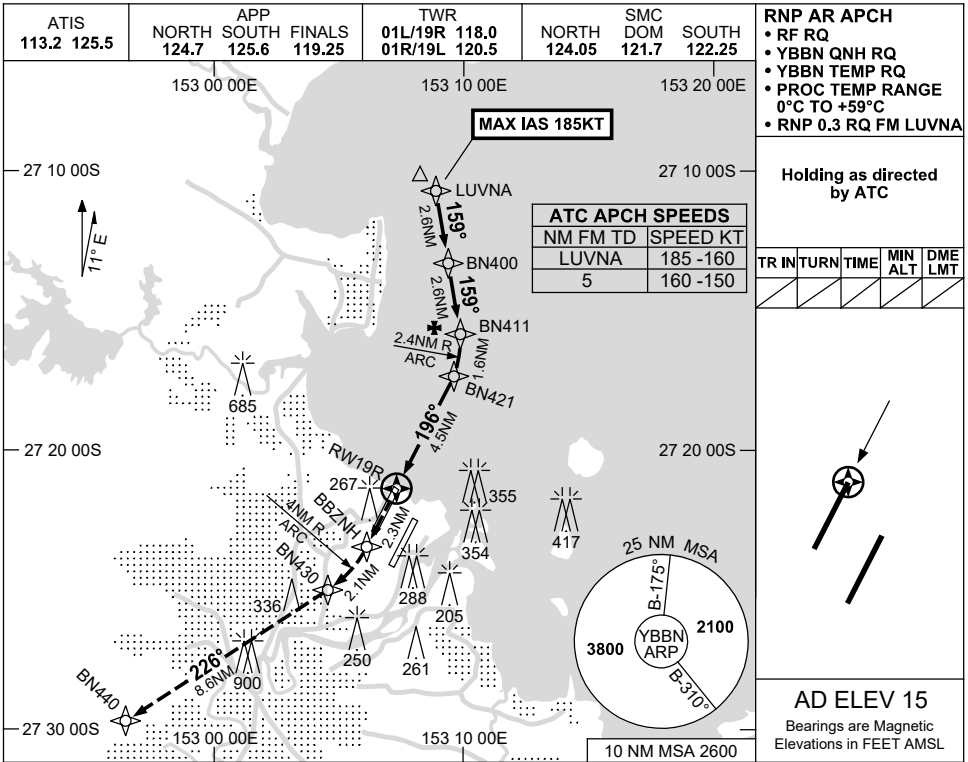 ATIS
113.2 125.5
APP
NORTH SOUTH FINALS
124.7 125.6 119.25
TWR
01L/19R 118.0
01R/19L 120.5
SMC
NORTH DOM SOUTH
124.05 121.7 122.25
RNP AR APCH
• RF RQ
• YBBN QNH RQ
• YBBN TEMP RQ
• PROC TEMP RANGE
0°C TO +59°C
• RNP 0.3 RQ FM LUVNA
Holding as directed
by ATC
TR IN TURN TIME MIN ALT DME LMT
153 00 00E
153 10 00E
153 20 00E
MAX IAS 185KT
27 10 00S
27 10 00S
LUVNA
11° E
159°
2.6NM
ATC APCH SPEEDS
NM FM TD SPEED KT
LUVNA 185 -160
5 160 -150
BN400
159°
2.6NM
BN411
2.4NM R
ARC
1.6NM
BN421
685
196°
4.5NM
27 20 00S
27 20 00S
RW19R
267
355
354
417
BBZNH
2.3NM
4NM R
ARC
BN430
2.1NM
336
288
205
250
261
900
226°
8.6NM
BN440
25 NM MSA
B-175°
3800
YBBN
ARP
2100
B-310°
10 NM MSA 2600
27 30 00S
153 00 00E
153 10 00E
AD ELEV 15
Bearings are Magnetic
Elevations in FEET AMSL